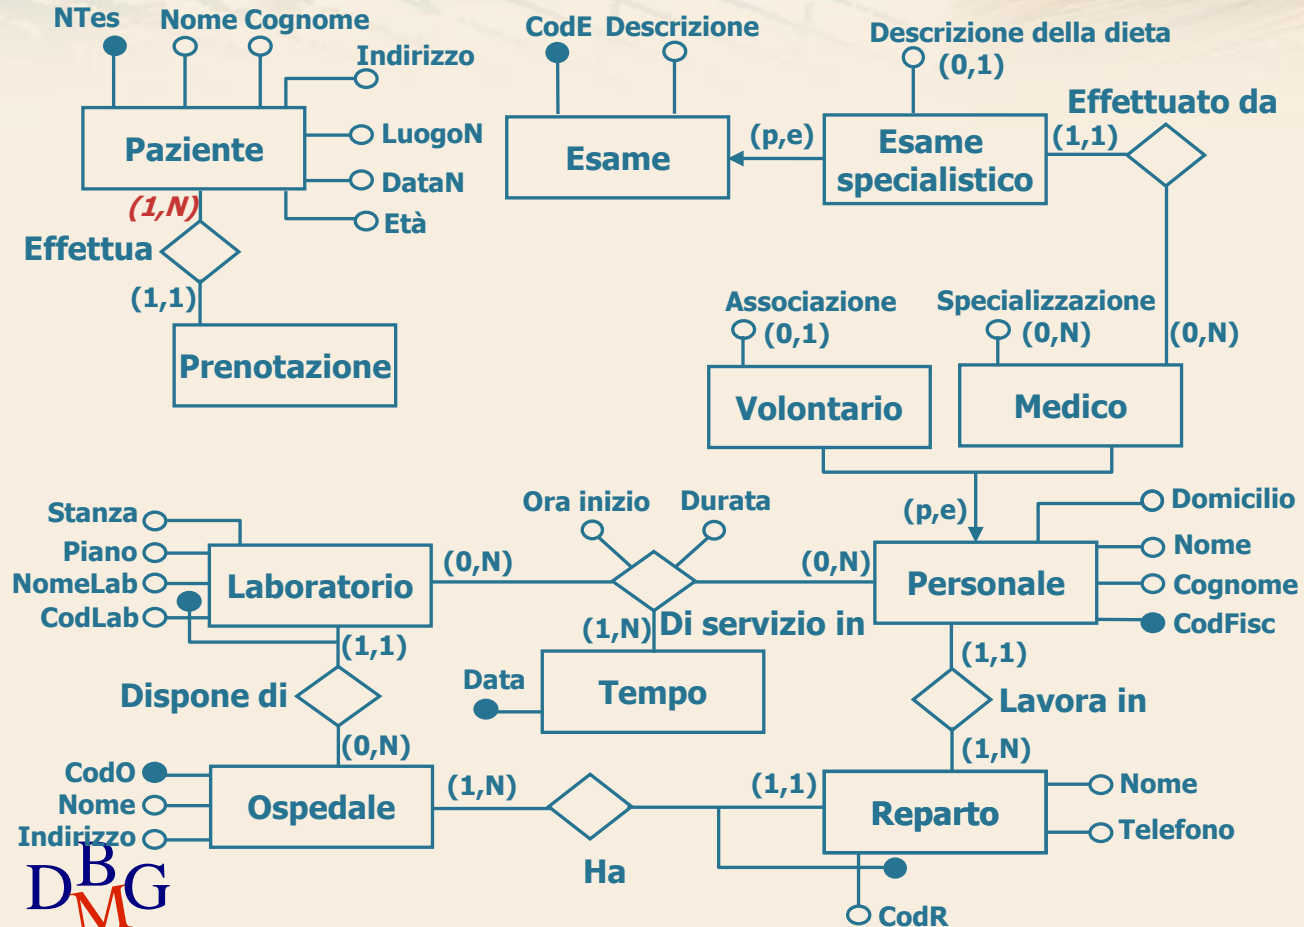 NTes
Nome Cognome
Indirizzo
Paziente
LuogoN
DataN
Età
(1,N)
Effettua
(1,1)
Prenotazione
CodE Descrizione
Esame
(p,e)
Descrizione della dieta
(0,1)
Esame
specialistico
(1,1)
Effettuato da
(0,N)
Associazione
(0,1)
Volontario
Specializzazione
(0,N)
Medico
(p,e)
Domicilio
Nome
Cognome
CodFisc
Personale
Stanza
Piano
NomeLab
CodLab
Laboratorio
(0,N)
Ora inizio
Durata
(0,N)
Di servizio in
(1,N)
Data
Tempo
(1,1)
Dispone di
(0,N)
(1,1)
Lavora in
(1,N)
CodO
Nome
Indirizzo
Ospedale
(1,N)
Ha
(1,1)
Reparto
Nome
Telefono
CodR
DBMG